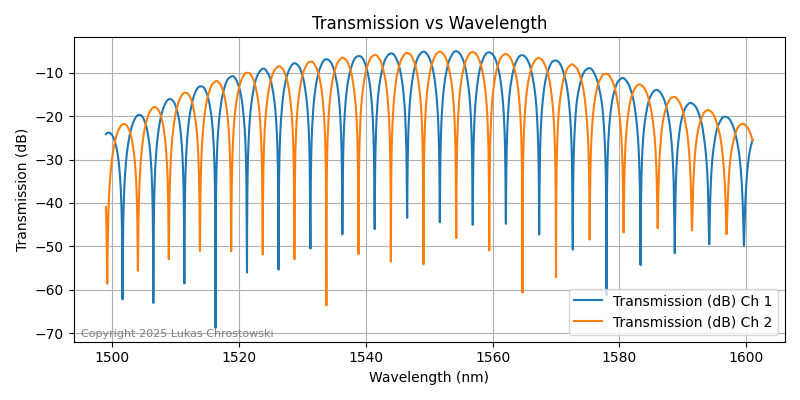 Transmission vs Wavelength
Transmission (dB)
−10
−20
−30
−40
−50
−60
−70
Copyright 2025 Lukas Chrostowski
Transmission (dB) Ch 1
Transmission (dB) Ch 2
1500 1520 1540 1560 1580 1600
Wavelength (nm)